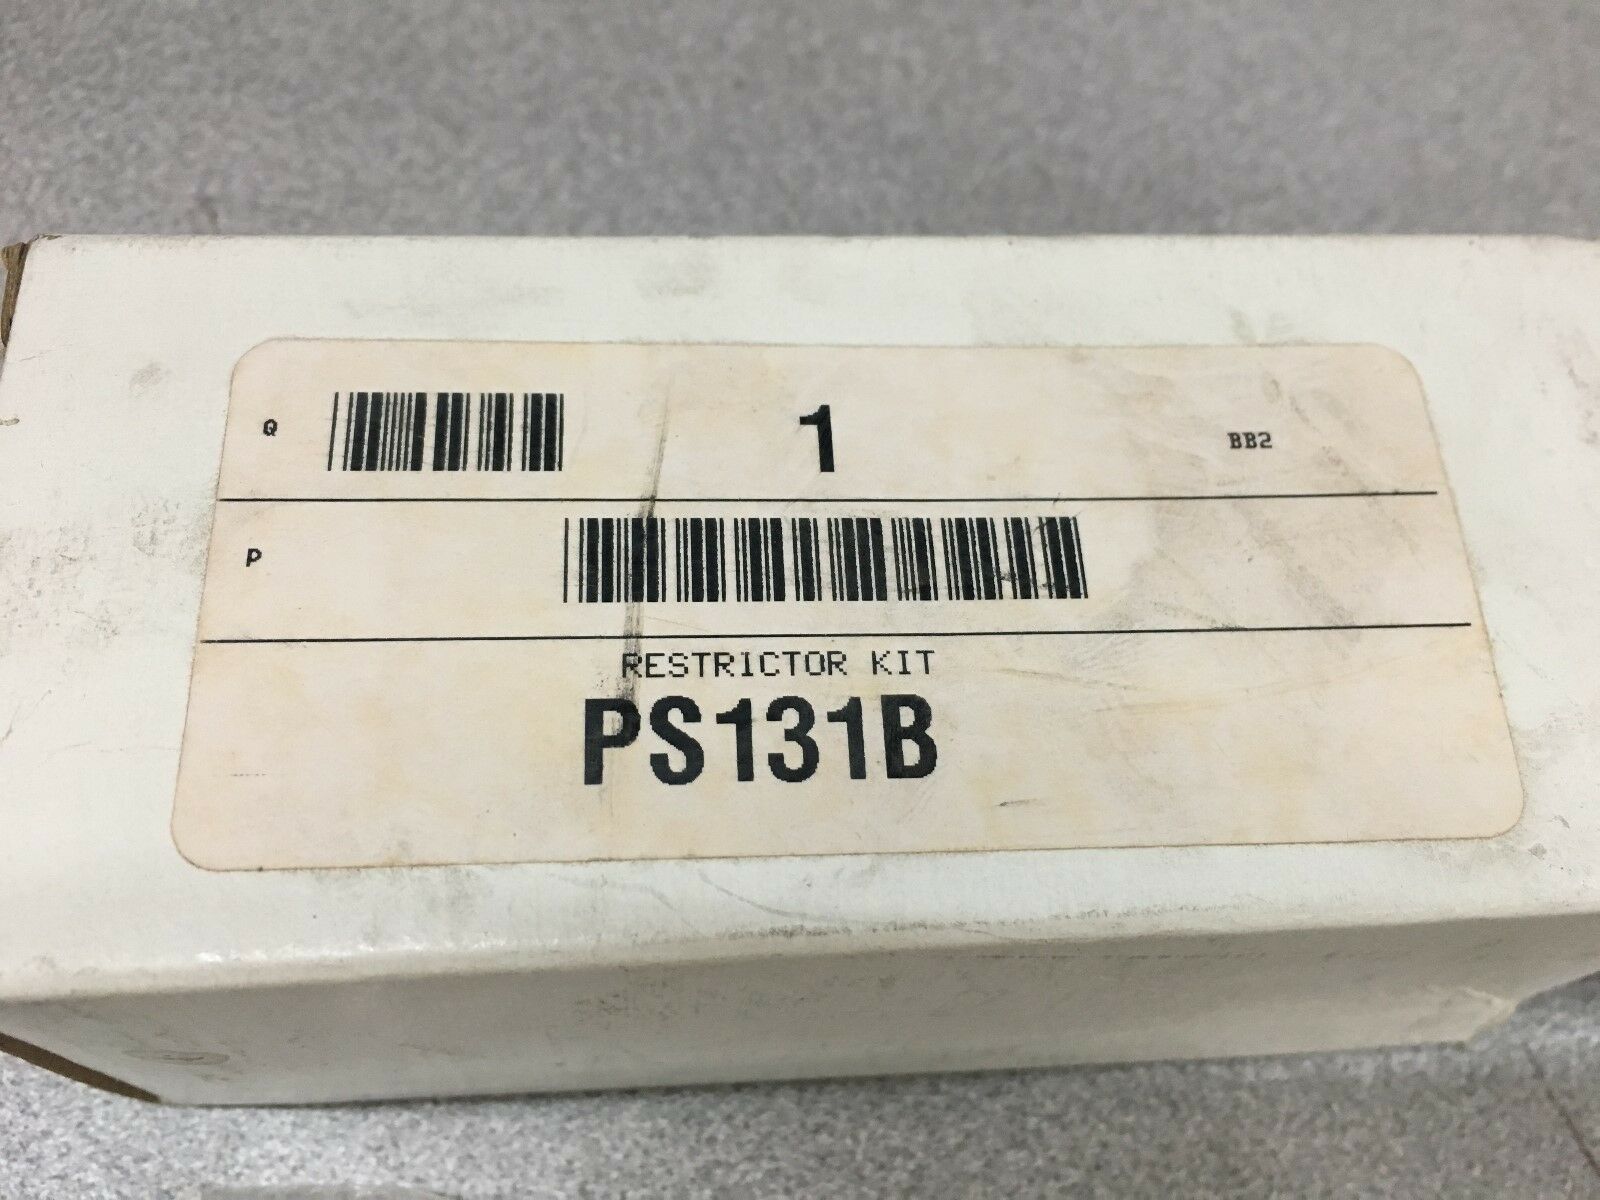 Q 1 BB2
P
RESTRICTOR KIT
PS131B